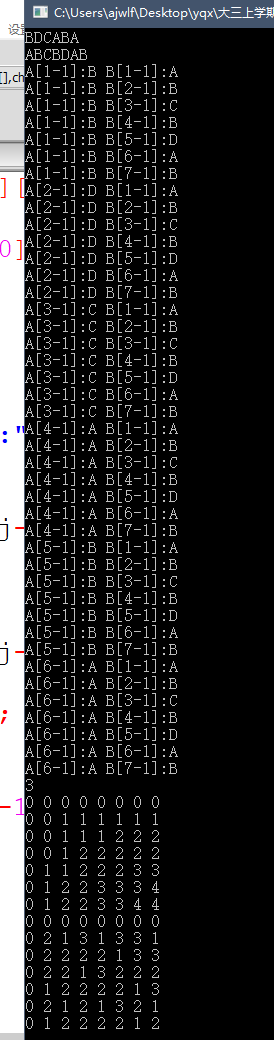 C:\Users\ajwlf\Desktop\yqx\大三上学期
BDCABA
ABCBDAB
A[1-1]:B B[1-1]:A
A[1-1]:B B[2-1]:B
A[1-1]:B B[3-1]:C
A[1-1]:B B[4-1]:B
A[1-1]:B B[5-1]:D
A[1-1]:B B[6-1]:A
A[1-1]:B B[7-1]:B
A[2-1]:D B[1-1]:A
A[2-1]:D B[2-1]:B
A[2-1]:D B[3-1]:C
A[2-1]:D B[4-1]:B
A[2-1]:D B[5-1]:D
A[2-1]:D B[6-1]:A
A[2-1]:D B[7-1]:B
A[3-1]:C B[1-1]:A
A[3-1]:C B[2-1]:B
A[3-1]:C B[3-1]:C
A[3-1]:C B[4-1]:B
A[3-1]:C B[5-1]:D
A[3-1]:C B[6-1]:A
A[3-1]:C B[7-1]:B
A[4-1]:A B[1-1]:A
A[4-1]:A B[2-1]:B
A[4-1]:A B[3-1]:C
A[4-1]:A B[4-1]:B
A[4-1]:A B[5-1]:D
A[4-1]:A B[6-1]:A
A[4-1]:A B[7-1]:B
A[5-1]:B B[1-1]:A
A[5-1]:B B[2-1]:B
A[5-1]:B B[3-1]:C
A[5-1]:B B[4-1]:B
A[5-1]:B B[5-1]:D
A[5-1]:B B[6-1]:A
A[5-1]:B B[7-1]:B
A[6-1]:A B[1-1]:A
A[6-1]:A B[2-1]:B
A[6-1]:A B[3-1]:C
A[6-1]:A B[4-1]:B
A[6-1]:A B[5-1]:D
A[6-1]:A B[6-1]:A
A[6-1]:A B[7-1]:B
3
0 0 0 0 0 0 0 0
0 0 1 1 1 1 1 1
0 0 1 1 1 2 2 2
0 0 1 2 2 2 2 2
0 1 1 2 2 2 3 3
0 1 2 2 3 3 3 4
0 1 2 2 3 3 4 4
0 0 0 0 0 0 0 0
0 2 1 3 1 3 3 1
0 2 2 2 2 1 3 3
0 2 2 1 3 2 2 2
0 1 2 2 2 2 1 3
0 2 1 2 1 3 2 1
0 1 2 2 2 2 1 2
],ch
][
0]
:"
j-
j-
;
-1